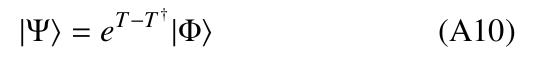 |Ψ⟩ = e^{T−T^†}|Φ⟩ (A10)